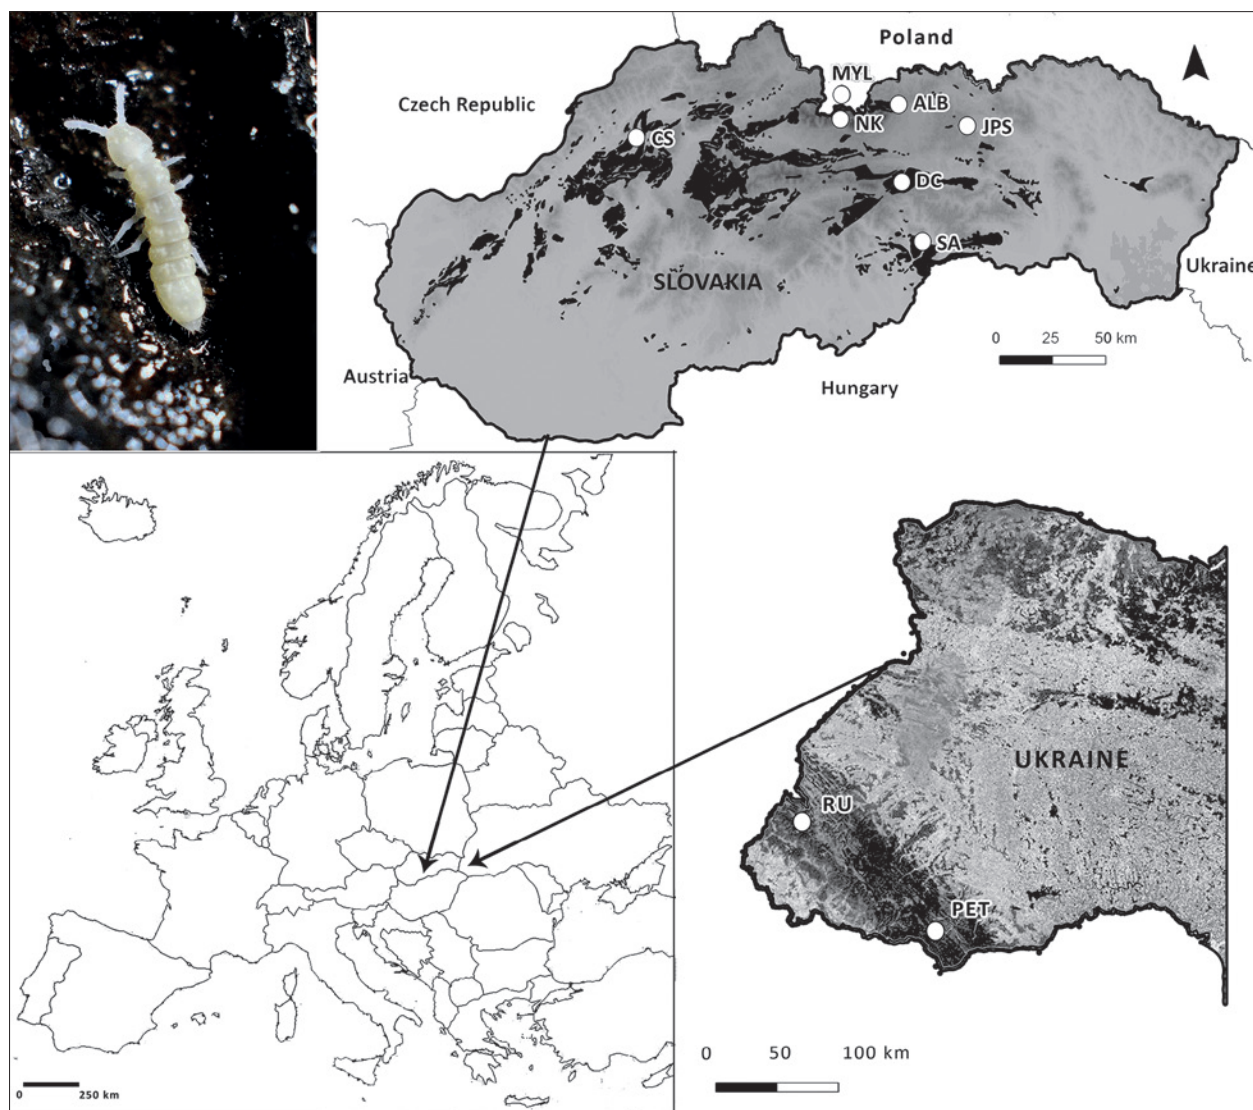 Poland
Czech Republic
MYL
ALB
CS
NK
JPS
DC
SA
SLOVAKIA
Ukraine
0 25 50 km
Austria
Hungary
UKRAINE
RU
PET
0 50 100 km
0 250 km